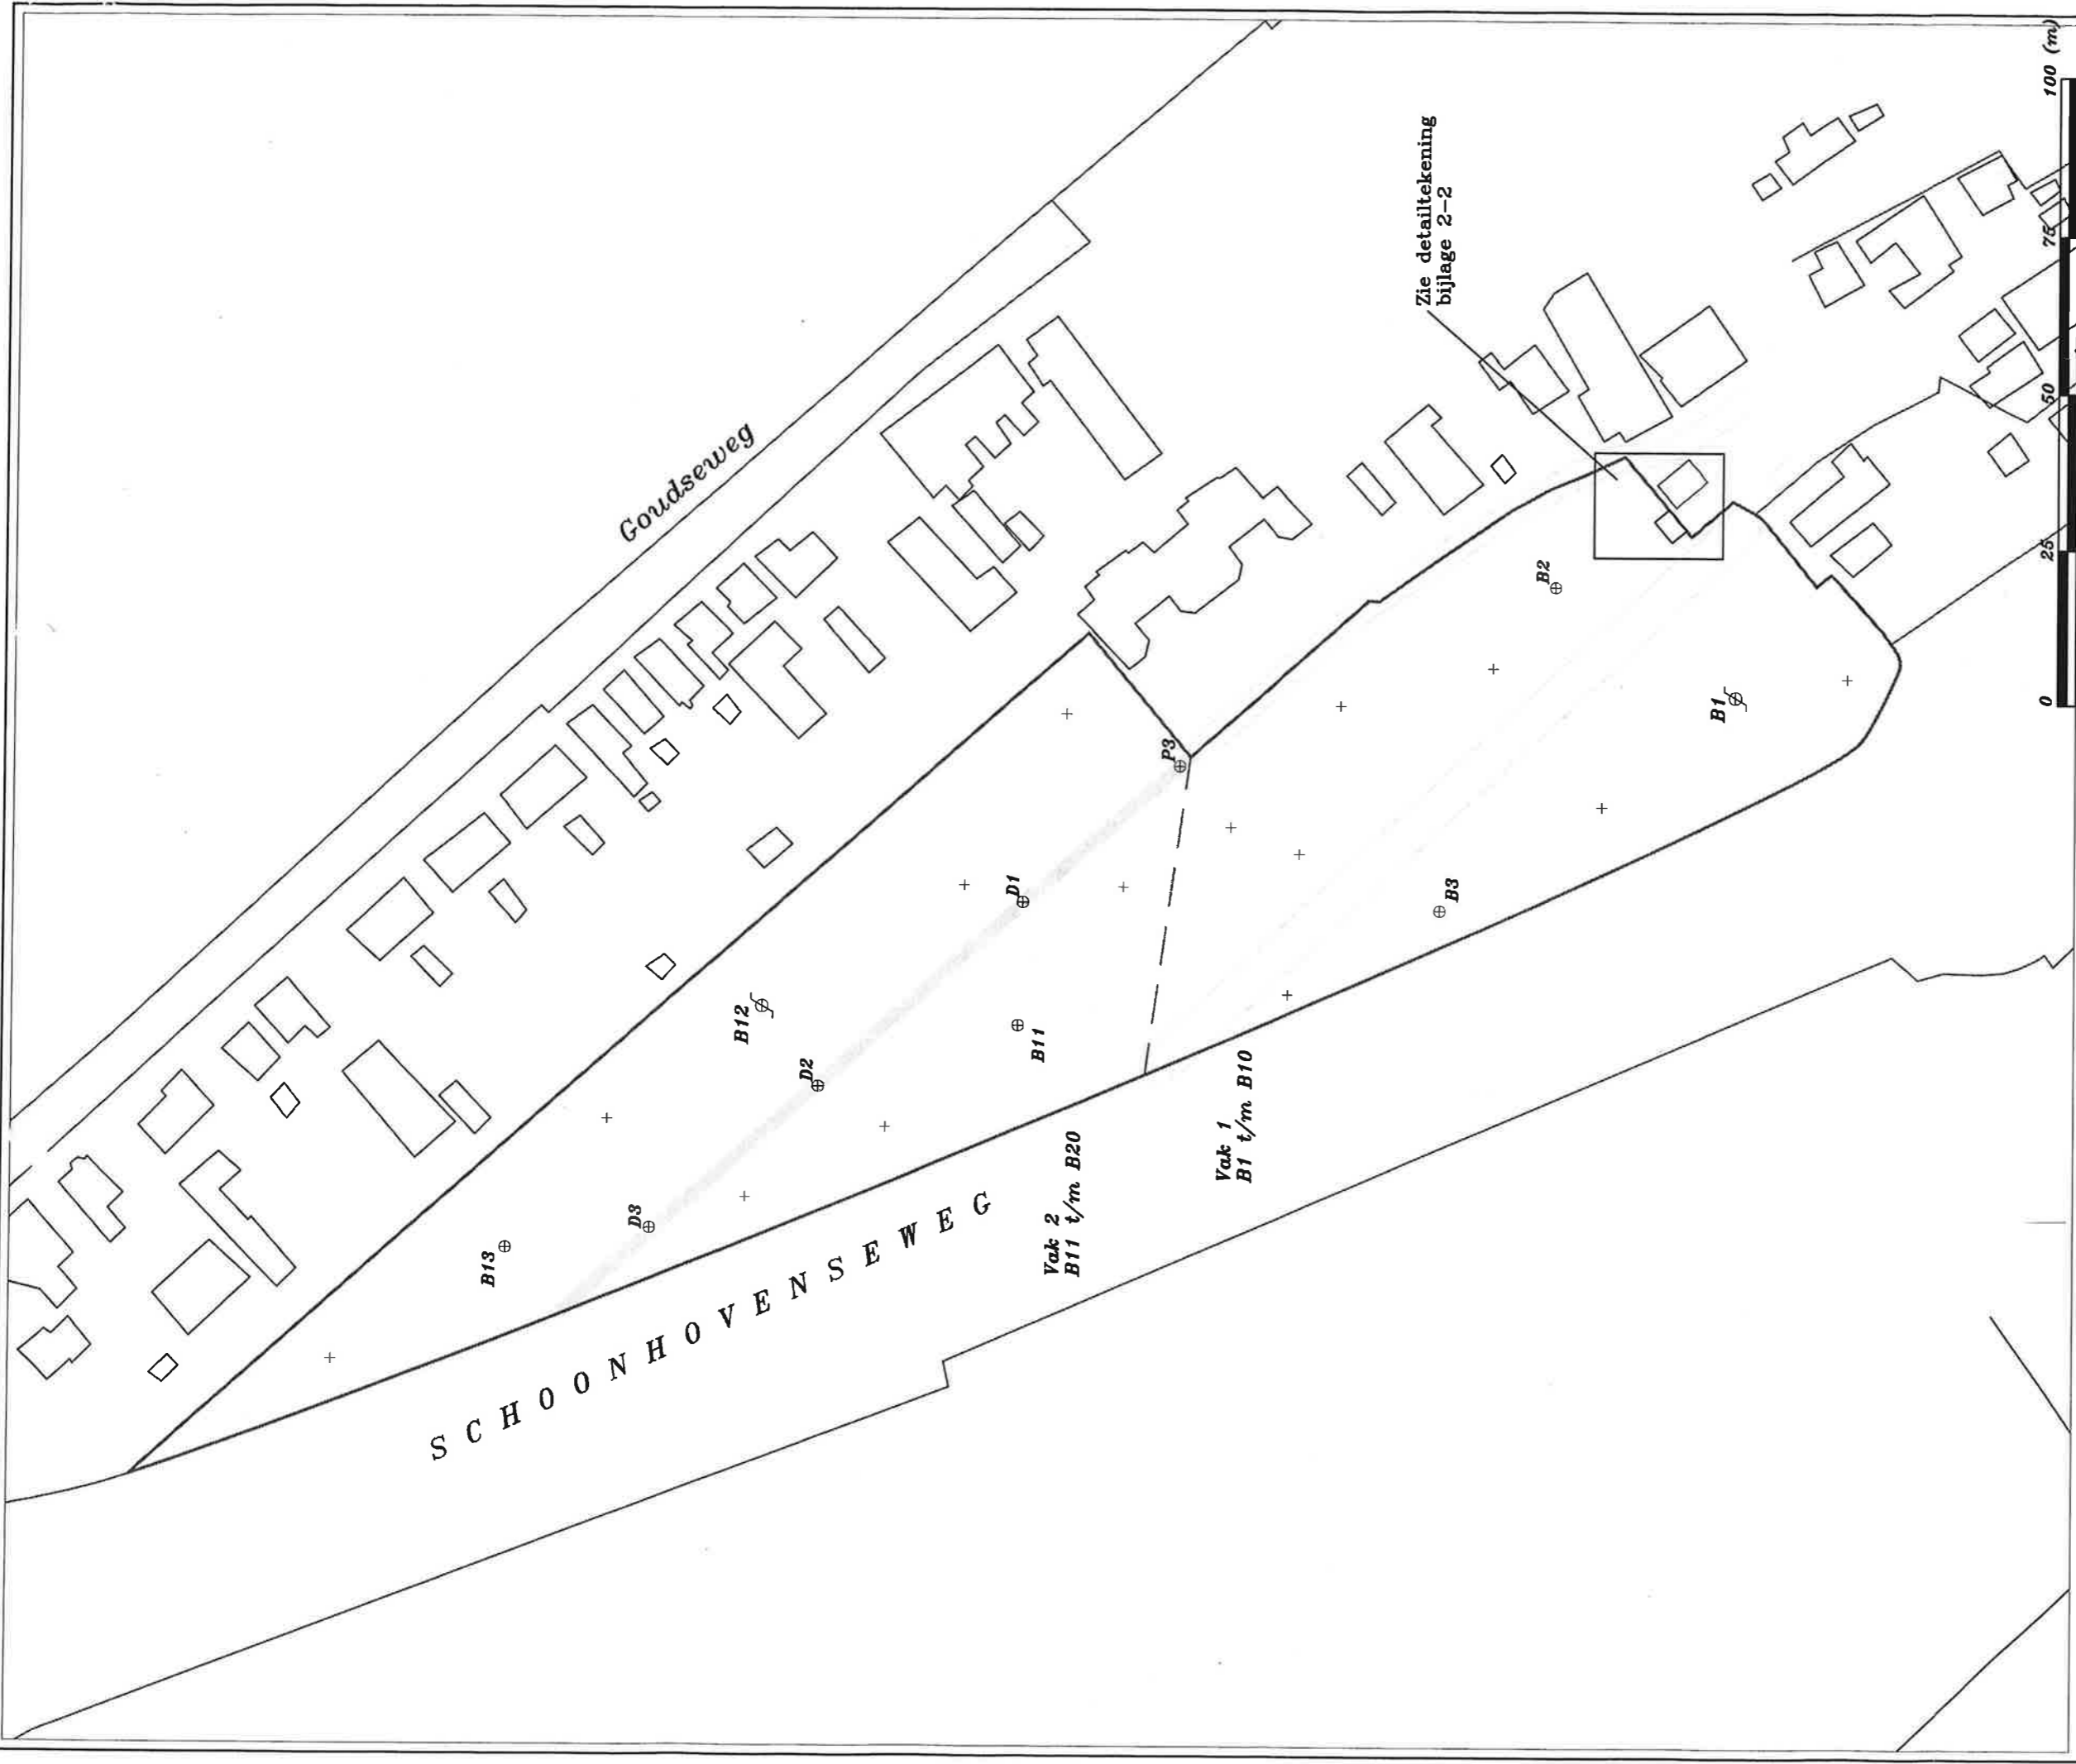 Goudseweg
Zie detailtekening
bijlage 2-2
B2
B1
P3
B3
D1
B12
D2
B11
D3
B13
Vak 1
B1 t/m B10
Vak 2
B11 t/m B20
SCHOONHOVENSEWEG
0
25
50
75
100 (m)